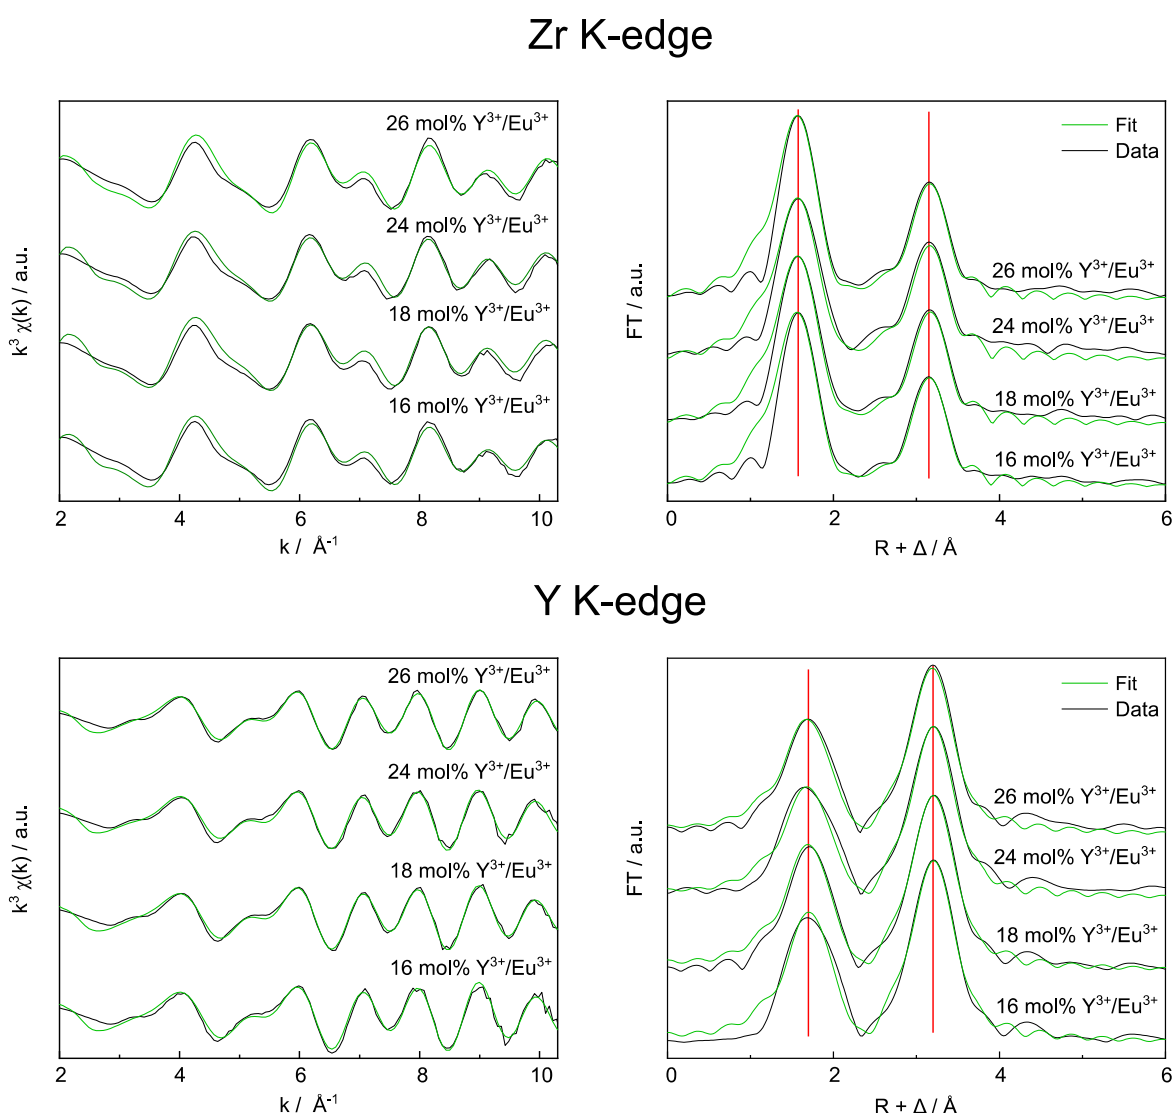 Zr K-edge
26 mol% Y³⁺/Eu³⁺
24 mol% Y³⁺/Eu³⁺
18 mol% Y³⁺/Eu³⁺
16 mol% Y³⁺/Eu³⁺
k³ χ(k) / a.u.
2 4 6 8 10
k / Å⁻¹
Fit
Data
26 mol% Y³⁺/Eu³⁺
24 mol% Y³⁺/Eu³⁺
18 mol% Y³⁺/Eu³⁺
16 mol% Y³⁺/Eu³⁺
FT / a.u.
0 2 4 6
R + Δ / Å
Y K-edge
26 mol% Y³⁺/Eu³⁺
24 mol% Y³⁺/Eu³⁺
18 mol% Y³⁺/Eu³⁺
16 mol% Y³⁺/Eu³⁺
k³ χ(k) / a.u.
2 4 6 8 10
k / Å⁻¹
Fit
Data
26 mol% Y³⁺/Eu³⁺
24 mol% Y³⁺/Eu³⁺
18 mol% Y³⁺/Eu³⁺
16 mol% Y³⁺/Eu³⁺
FT / a.u.
0 2 4 6
R + Δ / Å